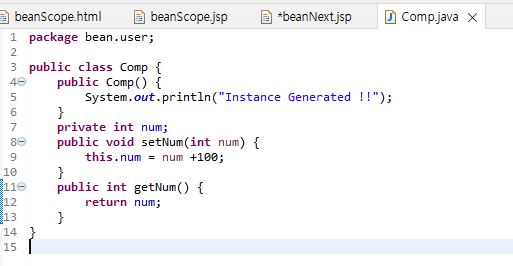 beanScope.html beanScope.jsp *beanNext.jsp Comp.java
1 package bean.user;
2
3 public class Comp {
4 public Comp() {
5 System.out.println("Instance Generated !!");
6 }
7 private int num;
8 public void setNum(int num) {
9 this.num = num +100;
10 }
11 public int getNum() {
12 return num;
13 }
14 }
15